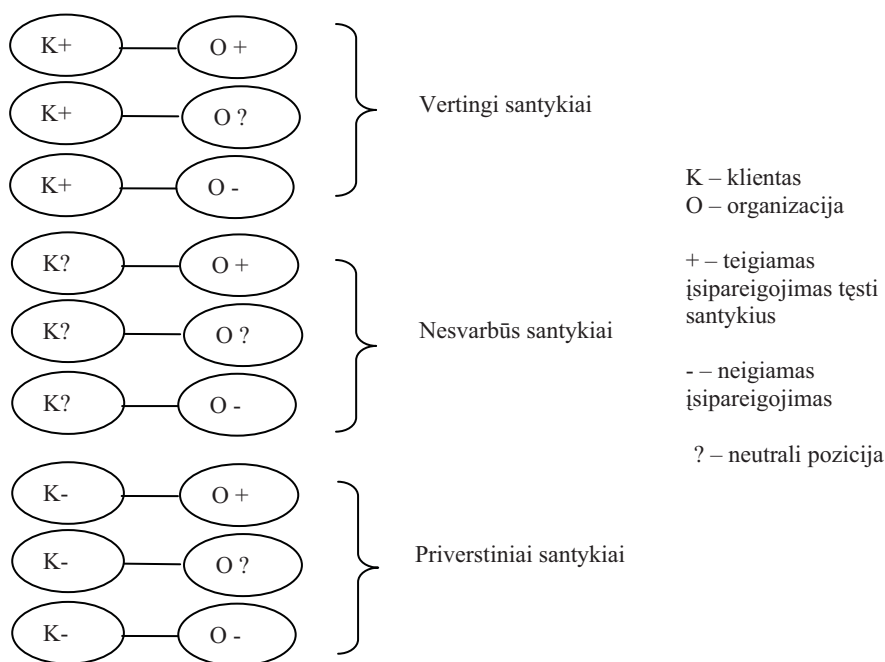 K+ O +
K+ O ?
K+ O -
Vertingi santykiai
K? O +
K? O ?
K? O -
Nesvarbūs santykiai
K- O +
K- O ?
K- O -
Priverstiniai santykiai
K – klientas
O – organizacija
+ – teigiamas
įsipareigojimas tęsti
santykius
- – neigiamas
įsipareigojimas
? – neutrali pozicija